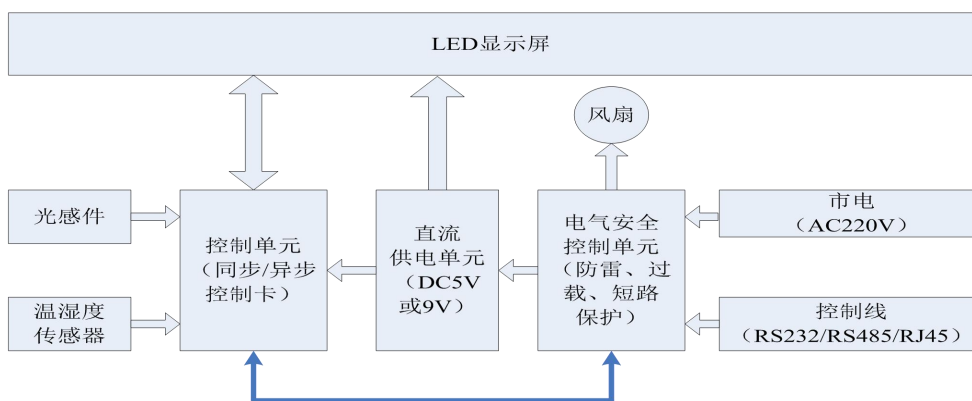 LED显示屏
风扇
光感件
温湿度
传感器
控制单元
（同步/异步
控制卡）
直流
供电单元
（DC5V
或9V）
电气安全
控制单元
（防雷、过
载、短路
保护）
市电
（AC220V）
控制线
（RS232/RS485/RJ45）